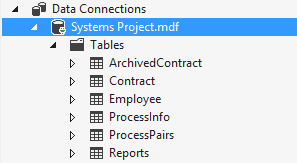 Data Connections
Systems Project.mdf
Tables
ArchivedContract
Contract
Employee
ProcessInfo
ProcessPairs
Reports